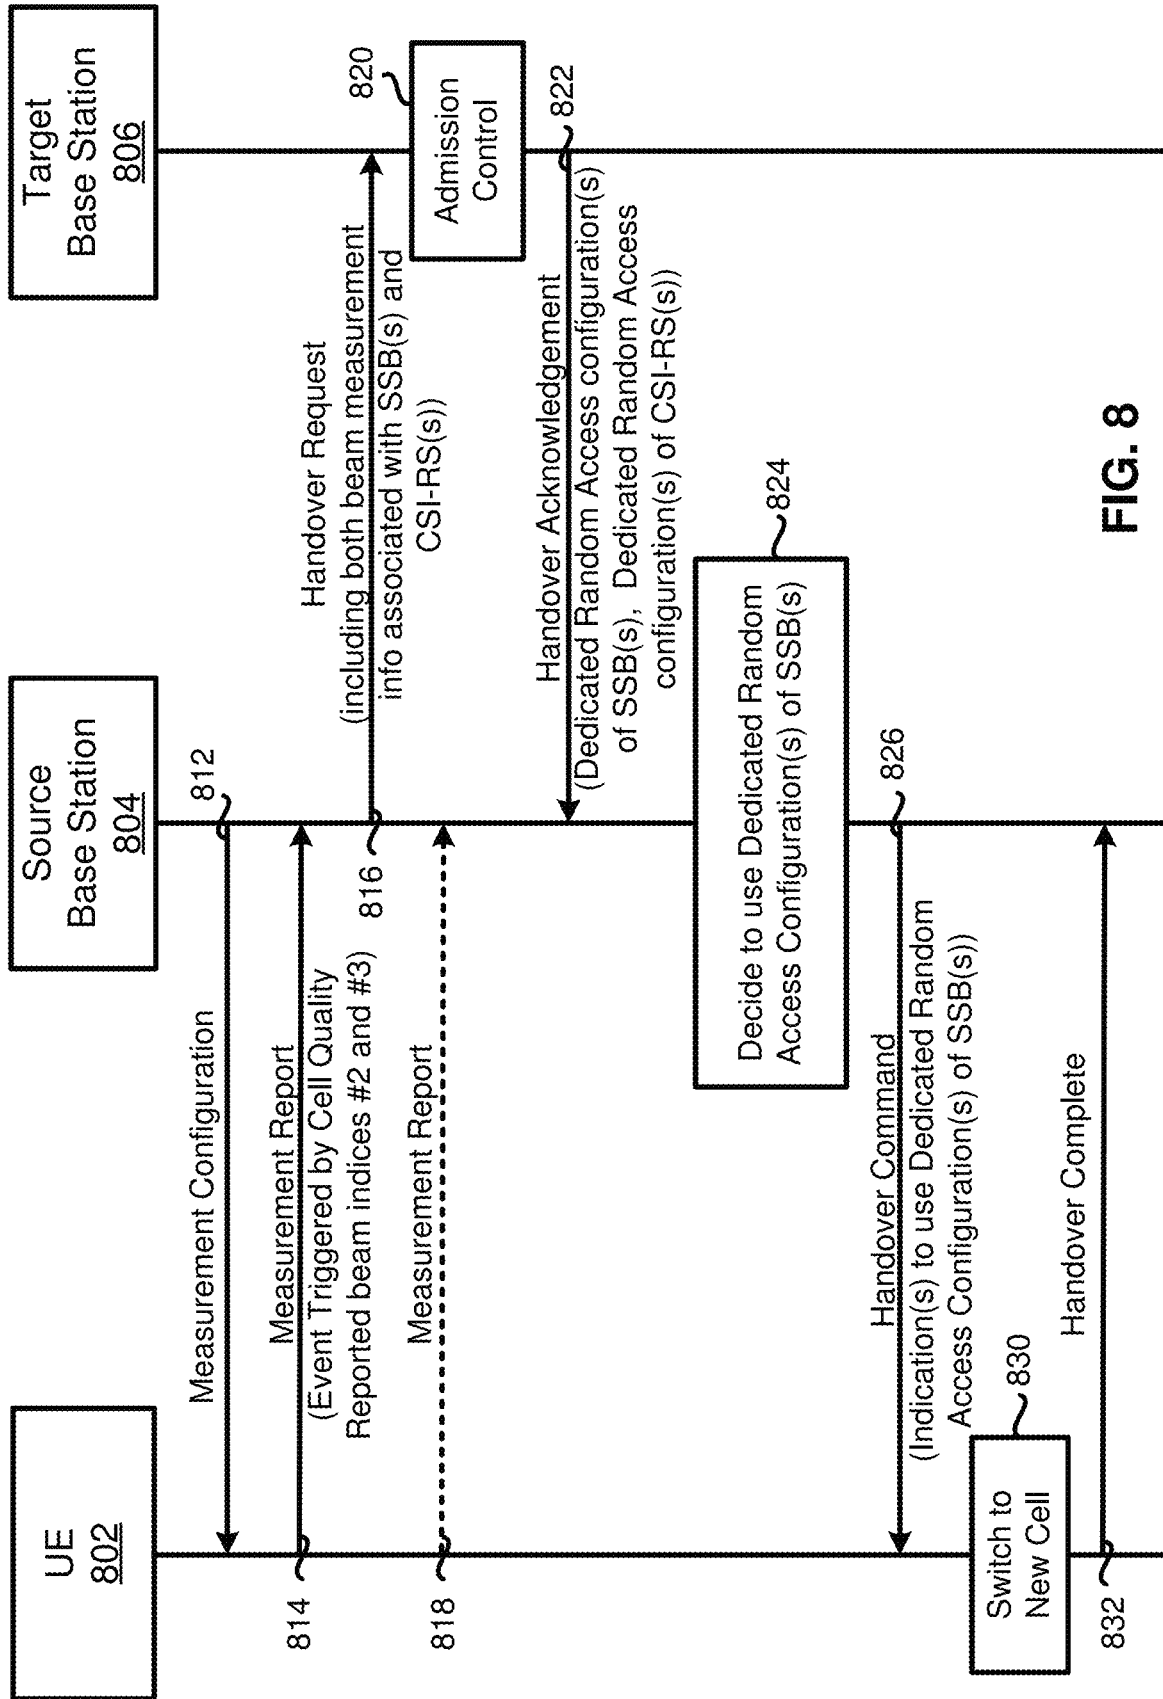 UE
802
Source
Base Station
804
Target
Base Station
806
812
Measurement Configuration
814
Measurement Report
(Event Triggered by Cell Quality
Reported beam indices #2 and #3)
816
Handover Request
(including both beam measurement
info associated with SSB(s) and
CSI-RS(s))
818
Measurement Report
820
Admission
Control
822
Handover Acknowledgement
(Dedicated Random Access configuration(s)
of SSB(s), Dedicated Random Access
configuration(s) of CSI-RS(s))
824
Decide to use Dedicated Random
Access Configuration(s) of SSB(s)
826
Handover Command
(Indication(s) to use Dedicated Random
Access Configuration(s) of SSB(s))
830
Switch to
New Cell
832
Handover Complete
FIG. 8